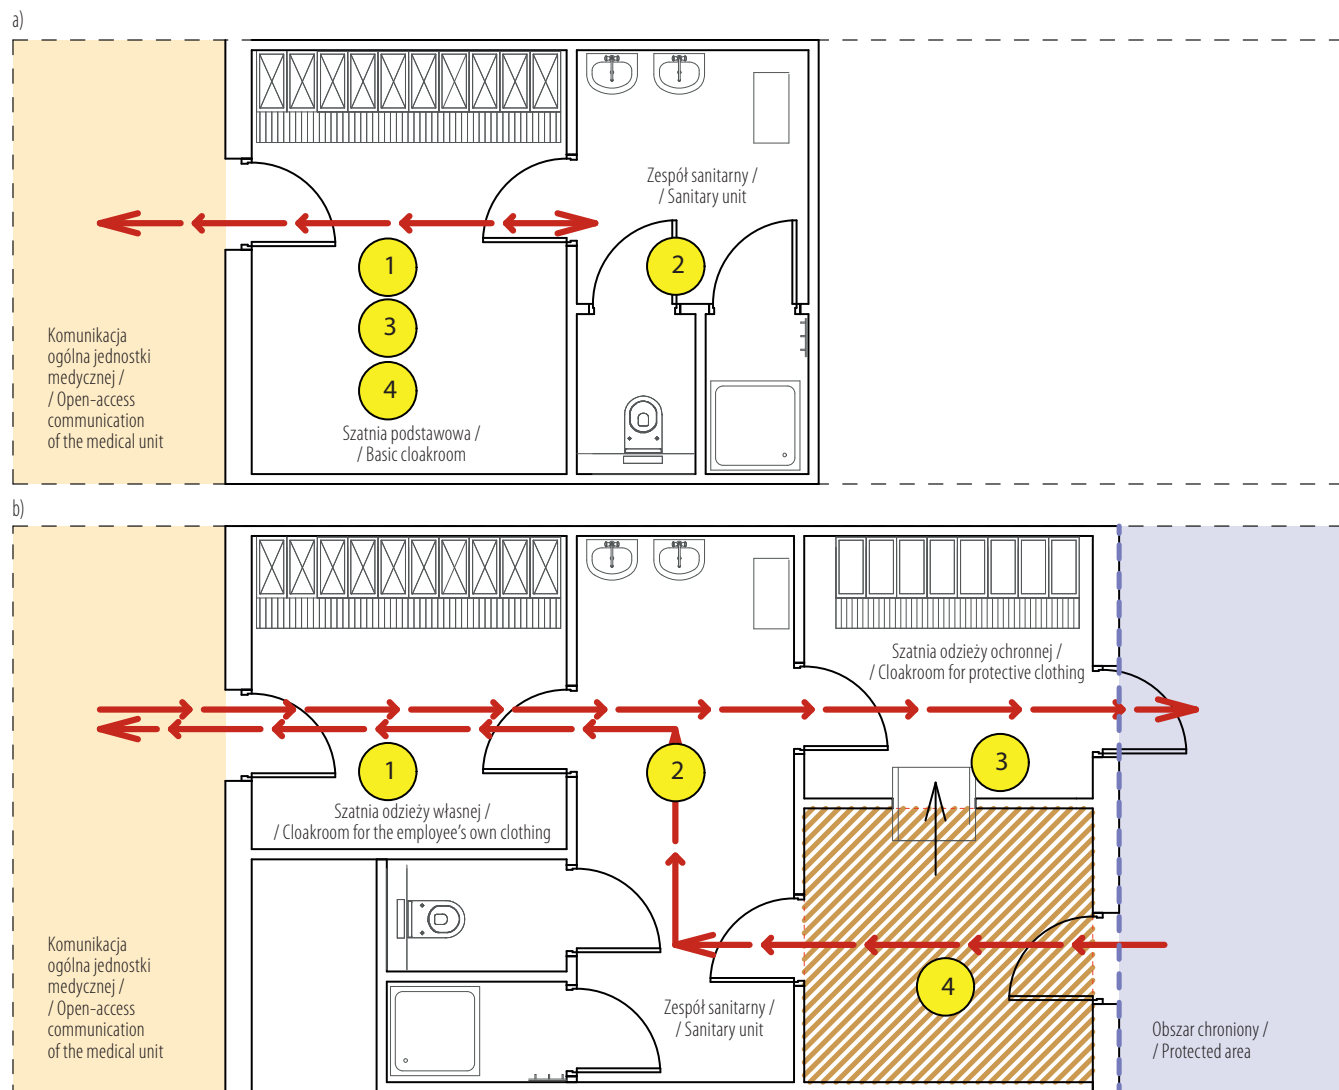 a)
Zespół sanitarny /
/ Sanitary unit
1
2
3
4
Komunikacja
ogólna jednostki
medycznej /
/ Open-access
communication
of the medical unit
Szatnia podstawowa /
/ Basic cloakroom
b)
Szatnia odzieży ochronnej /
/ Cloakroom for protective clothing
1
2
3
Szatnia odzieży własnej /
/ Cloakroom for the employee's own clothing
Komunikacja
ogólna jednostki
medycznej /
/ Open-access
communication
of the medical unit
4
Zespół sanitarny /
/ Sanitary unit
Obszar chroniony /
/ Protected area